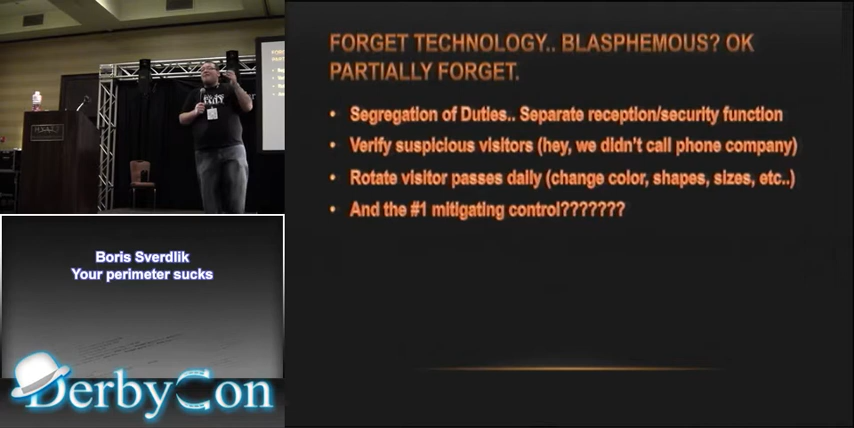 FORGET TECHNOLOGY.. BLASPHEMOUS? OK
PARTIALLY FORGET.
• Segregation of Duties.. Separate reception/security function
• Verify suspicious visitors (hey, we didn't call phone company)
• Rotate visitor passes daily (change color, shapes, sizes, etc..)
• And the #1 mitigating control???????
HYATT
Boris Sverdlik
Your perimeter sucks
DerbyCon